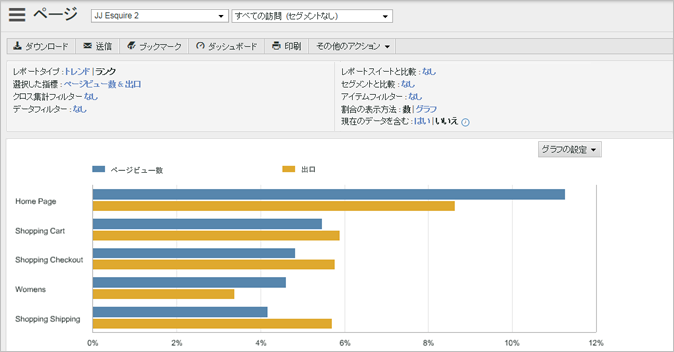 ページ JJ Esquire 2 すべての訪問 (セグメントなし)
ダウンロード 送信 ブックマーク ダッシュボード 印刷 その他のアクション
レポートタイプ : トレンド | ランク
選択した指標 : ページビュー数 & 出口
クロス集計フィルター なし
データフィルター : なし
レポートスイートと比較 : なし
セグメントと比較 : なし
アイテムフィルター : なし
割合の表示方法 : 数 | グラフ
現在のデータを含む : はい | いいえ
グラフの設定
ページビュー数 出口
Home Page
Shopping Cart
Shopping Checkout
Womens
Shopping Shipping
0% 2% 4% 6% 8% 10% 12%